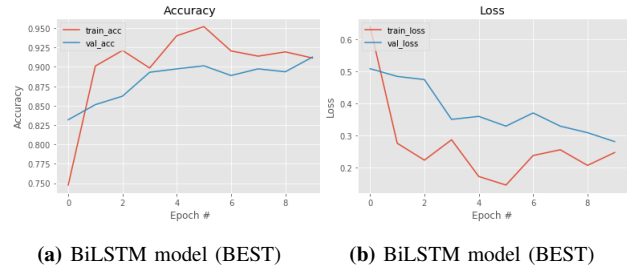 Accuracy
train_acc
val_acc
0.950
0.925
0.900
0.875
0.850
0.825
0.800
0.775
0.750
Accuracy
0
2
4
6
8
Epoch #
(a) BiLSTM model (BEST)
Loss
train_loss
val_loss
0.6
0.5
0.4
0.3
0.2
Loss
0
2
4
6
8
Epoch #
(b) BiLSTM model (BEST)